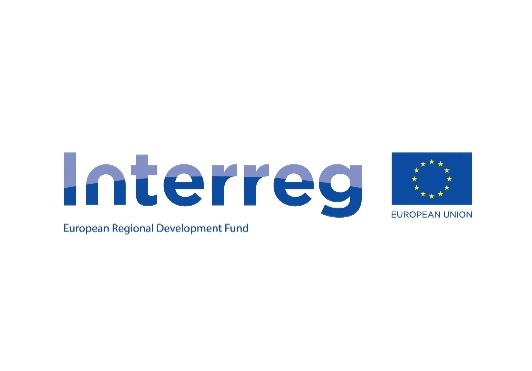 Interreg
EUROPEAN UNION
European Regional Development Fund